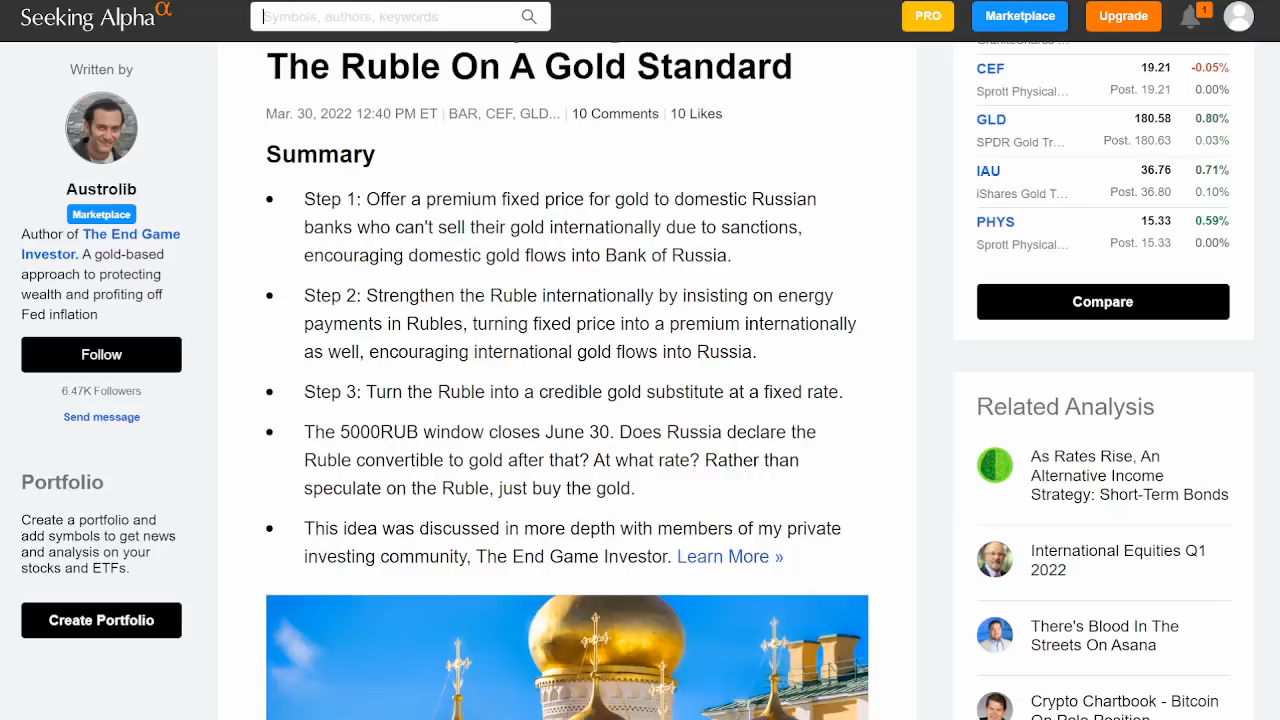 Seeking Alpha α
Symbols, authors, keywords
PRO
Marketplace
Upgrade
1
Written by
Austrolib
Marketplace
Author of The End Game
Investor. A gold-based
approach to protecting
wealth and profiting off
Fed inflation
Follow
6.47K Followers
Send message
Portfolio
Create a portfolio and
add symbols to get news
and analysis on your
stocks and ETFs.
Create Portfolio
The Ruble On A Gold Standard
Mar. 30, 2022 12:40 PM ET | BAR, CEF, GLD... | 10 Comments | 10 Likes
Summary
• Step 1: Offer a premium fixed price for gold to domestic Russian
banks who can't sell their gold internationally due to sanctions,
encouraging domestic gold flows into Bank of Russia.
• Step 2: Strengthen the Ruble internationally by insisting on energy
payments in Rubles, turning fixed price into a premium internationally
as well, encouraging international gold flows into Russia.
• Step 3: Turn the Ruble into a credible gold substitute at a fixed rate.
• The 5000RUB window closes June 30. Does Russia declare the
Ruble convertible to gold after that? At what rate? Rather than
speculate on the Ruble, just buy the gold.
• This idea was discussed in more depth with members of my private
investing community, The End Game Investor. Learn More »
CEF 19.21 -0.05%
Sprott Physical... Post. 19.21 0.00%
GLD 180.58 0.80%
SPDR Gold Tr... Post. 180.63 0.03%
IAU 36.76 0.71%
iShares Gold T... Post. 36.80 0.10%
PHYS 15.33 0.59%
Sprott Physical... Post. 15.33 0.00%
Compare
Related Analysis
As Rates Rise, An
Alternative Income
Strategy: Short-Term Bonds
International Equities Q1
2022
There's Blood In The
Streets On Asana
Crypto Chartbook - Bitcoin